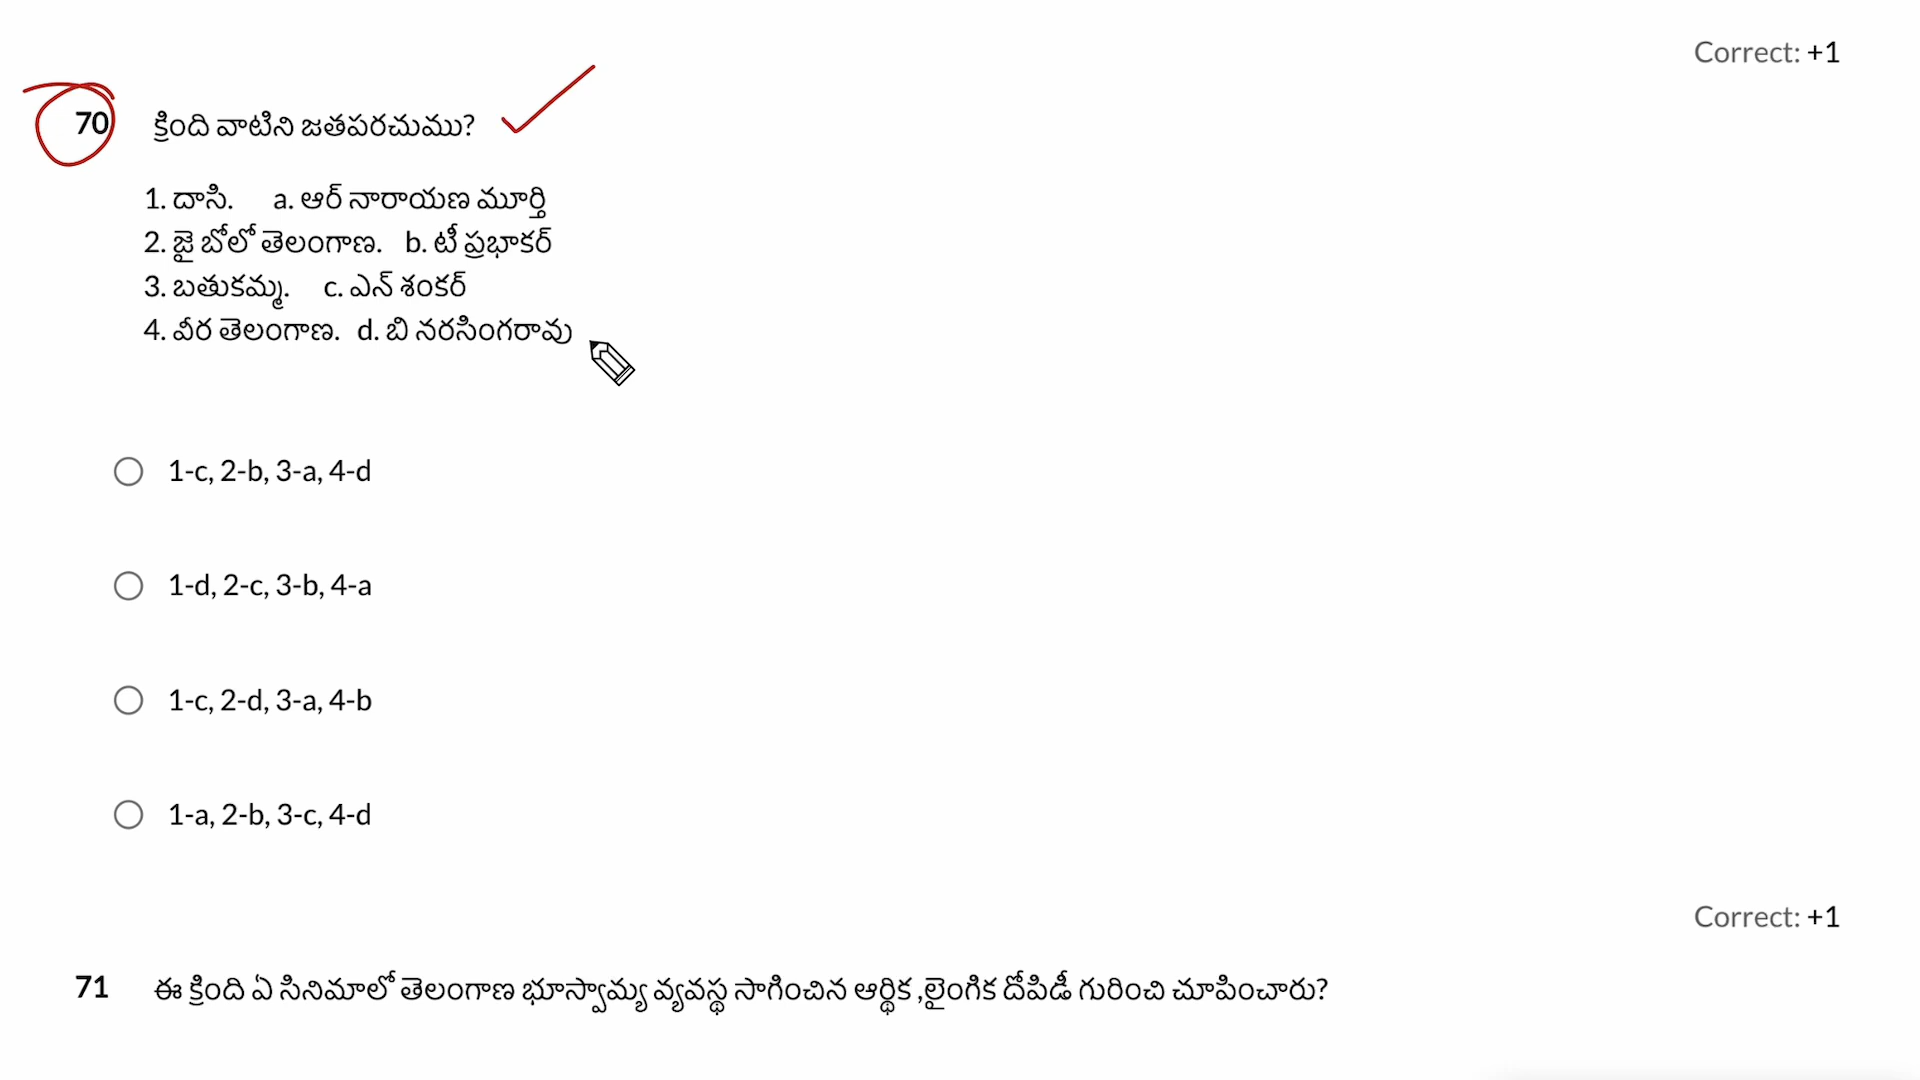 Correct: +1
70 క్రింది వాటిని జతపరచుము?
1. దాసి. a. ఆర్ నారాయణ మూర్తి
2. జై బోలో తెలంగాణ. b. టీ ప్రభాకర్
3. బతుకమ్మ. c. ఎన్ శంకర్
4. వీర తెలంగాణ. d. బి నరసింగరావు
1-c, 2-b, 3-a, 4-d
1-d, 2-c, 3-b, 4-a
1-c, 2-d, 3-a, 4-b
1-a, 2-b, 3-c, 4-d
Correct: +1
71 ఈ క్రింది ఏ సినిమాలో తెలంగాణ భూస్వామ్య వ్యవస్థ సాగించిన ఆర్థిక ,లైంగిక దోపిడీ గురించి చూపించారు?